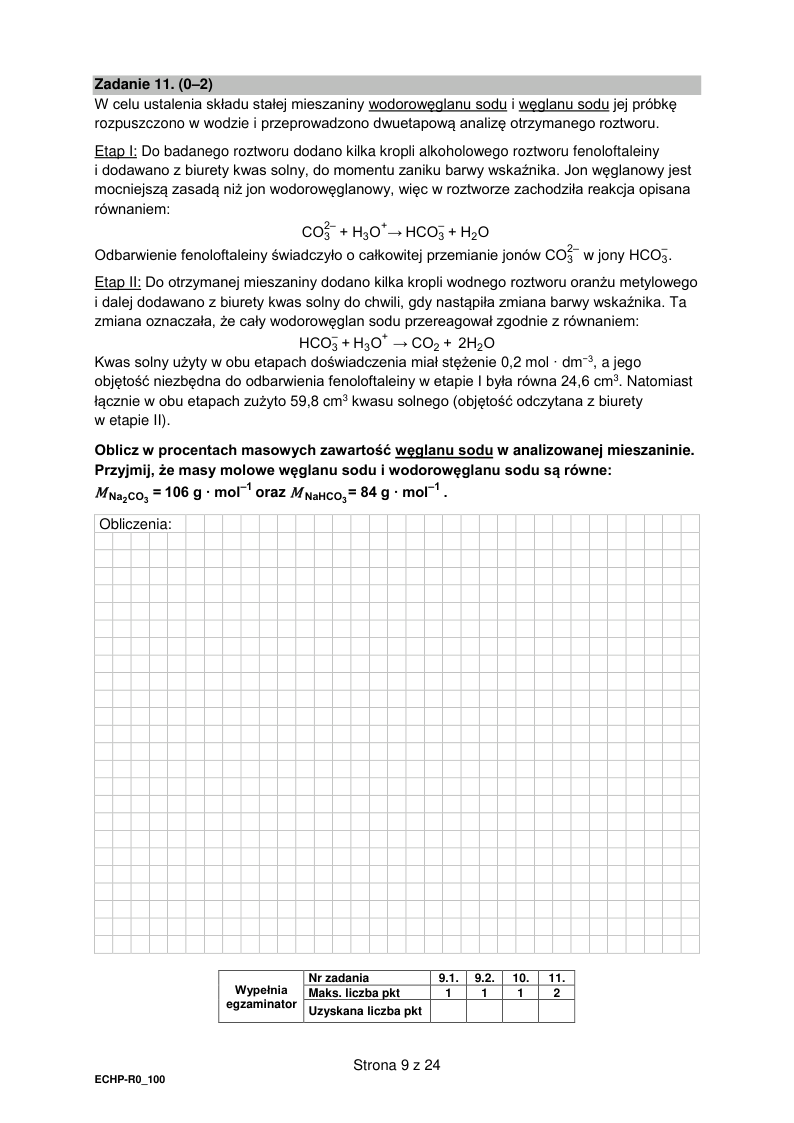 Zadanie 11. (0–2)
W celu ustalenia składu stałej mieszaniny wodorowęglanu sodu i węglanu sodu jej próbkę
rozpuszczono w wodzie i przeprowadzono dwuetapową analizę otrzymanego roztworu.
Etap I: Do badanego roztworu dodano kilka kropli alkoholowego roztworu fenoloftaleiny
i dodawano z biurety kwas solny, do momentu zaniku barwy wskaźnika. Jon węglanowy jest
mocniejszą zasadą niż jon wodorowęglanowy, więc w roztworze zachodziła reakcja opisana
równaniem:
CO₃²⁻ + H₃O⁺ → HCO₃⁻ + H₂O
Odbarwienie fenoloftaleiny świadczyło o całkowitej przemianie jonów CO₃²⁻ w jony HCO₃⁻.
Etap II: Do otrzymanej mieszaniny dodano kilka kropli wodnego roztworu oranżu metylowego
i dalej dodawano z biurety kwas solny do chwili, gdy nastąpiła zmiana barwy wskaźnika. Ta
zmiana oznaczała, że cały wodorowęglan sodu przereagował zgodnie z równaniem:
HCO₃⁻ + H₃O⁺ → CO₂ + 2H₂O
Kwas solny użyty w obu etapach doświadczenia miał stężenie 0,2 mol · dm⁻³, a jego
objętość niezbędna do odbarwienia fenoloftaleiny w etapie I była równa 24,6 cm³. Natomiast
łącznie w obu etapach zużyto 59,8 cm³ kwasu solnego (objętość odczytana z biurety
w etapie II).
Oblicz w procentach masowych zawartość węglanu sodu w analizowanej mieszaninie.
Przyjmij, że masy molowe węglanu sodu i wodorowęglanu sodu są równe:
M Na₂CO₃ = 106 g · mol⁻¹ oraz M NaHCO₃ = 84 g · mol⁻¹ .
Obliczenia:
Wypełnia egzaminator
Nr zadania 9.1. 9.2. 10. 11.
Maks. liczba pkt 1 1 1 2
Uzyskana liczba pkt
Strona 9 z 24
ECHP-R0_100